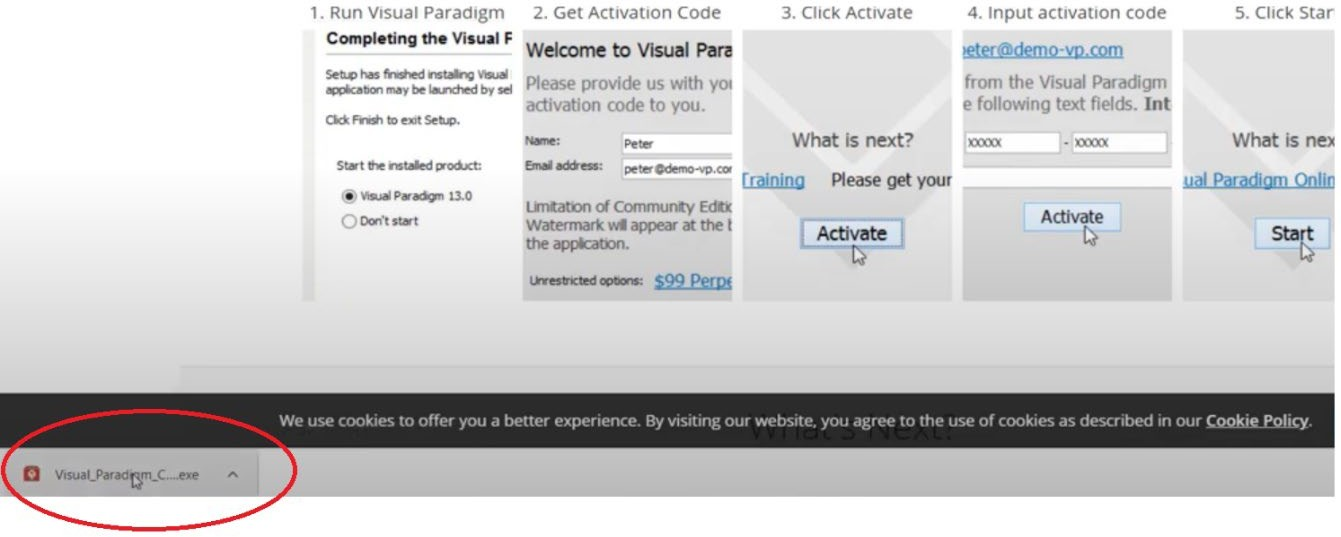 1. Run Visual Paradigm
Completing the Visual P
Setup has finished installing Visual
application may be launched by sel
Click Finish to exit Setup.
Start the installed product:
Visual Paradigm 13.0
Don't start
2. Get Activation Code
Welcome to Visual Para
Please provide us with you
activation code to you.
Name:
Peter
Email address:
peter@demo-vp.com
Limitation of Community Editio
Watermark will appear at the b
the application.
Unrestricted options: $99 Perpe
3. Click Activate
What is next?
Training Please get your
Activate
4. Input activation code
peter@demo-vp.com
from the Visual Paradigm
e following text fields. Int
xxxxx - xxxxx
Activate
5. Click Star
What is nex
ual Paradigm Onlin
Start
What's Next?
We use cookies to offer you a better experience. By visiting our website, you agree to the use of cookies as described in our Cookie Policy.
Visual_Paradigm_C....exe